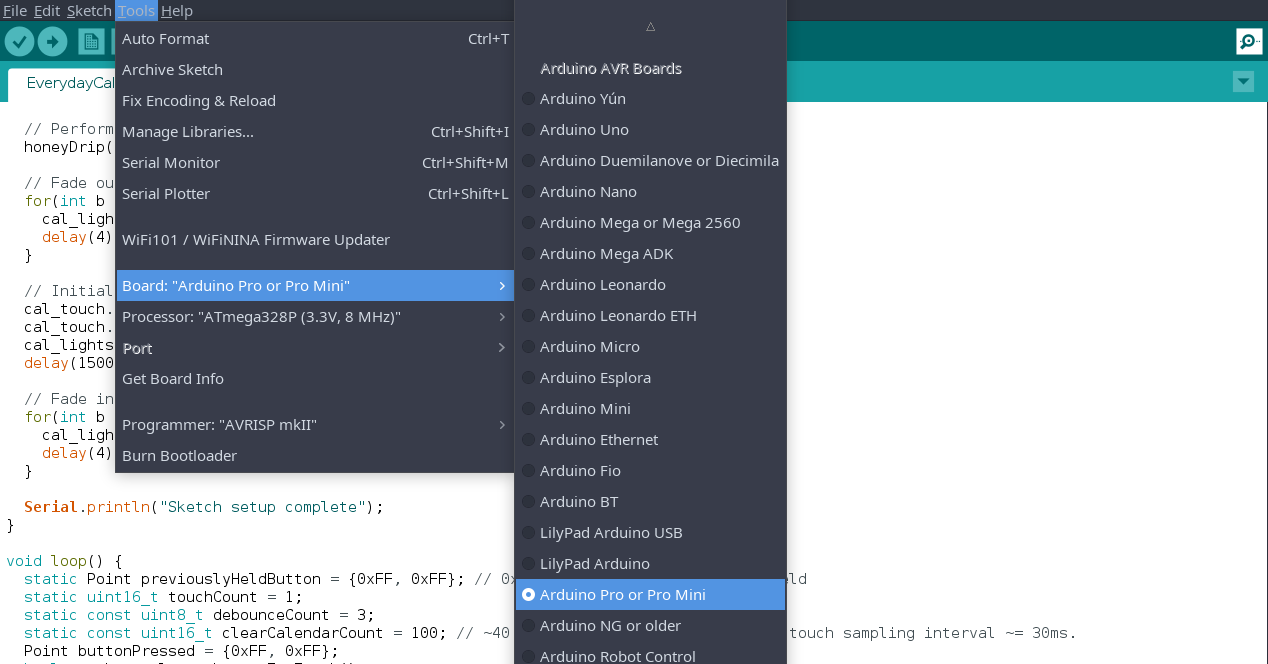 File Edit Sketch Tools Help
Auto Format Ctrl+T
Archive Sketch
Fix Encoding & Reload
Manage Libraries... Ctrl+Shift+I
Serial Monitor Ctrl+Shift+M
Serial Plotter Ctrl+Shift+L
WiFi101 / WiFiNINA Firmware Updater
Board: "Arduino Pro or Pro Mini"
Processor: "ATmega328P (3.3V, 8 MHz)"
Port
Get Board Info
Programmer: "AVRISP mkII"
Burn Bootloader
Arduino AVR Boards
Arduino Yún
Arduino Uno
Arduino Duemilanove or Diecimila
Arduino Nano
Arduino Mega or Mega 2560
Arduino Mega ADK
Arduino Leonardo
Arduino Leonardo ETH
Arduino Micro
Arduino Esplora
Arduino Mini
Arduino Ethernet
Arduino Fio
Arduino BT
LilyPad Arduino USB
LilyPad Arduino
Arduino Pro or Pro Mini
Arduino NG or older
Arduino Robot Control
EverydayCal
// Perform
honeyDrip(
// Fade ou
for(int b
cal_ligh
delay(4)
}
// Initial
cal_touch.
cal_touch.
cal_lights
delay(1500
// Fade in
for(int b
cal_ligh
delay(4)
}
Serial.println("Sketch setup complete");
}
void loop() {
static Point previouslyHeldButton = {0xFF, 0xFF}; // 0x ld
static uint16_t touchCount = 1;
static const uint8_t debounceCount = 3;
static const uint16_t clearCalendarCount = 100; // ~40 touch sampling interval ~= 30ms.
Point buttonPressed = {0xFF, 0xFF};